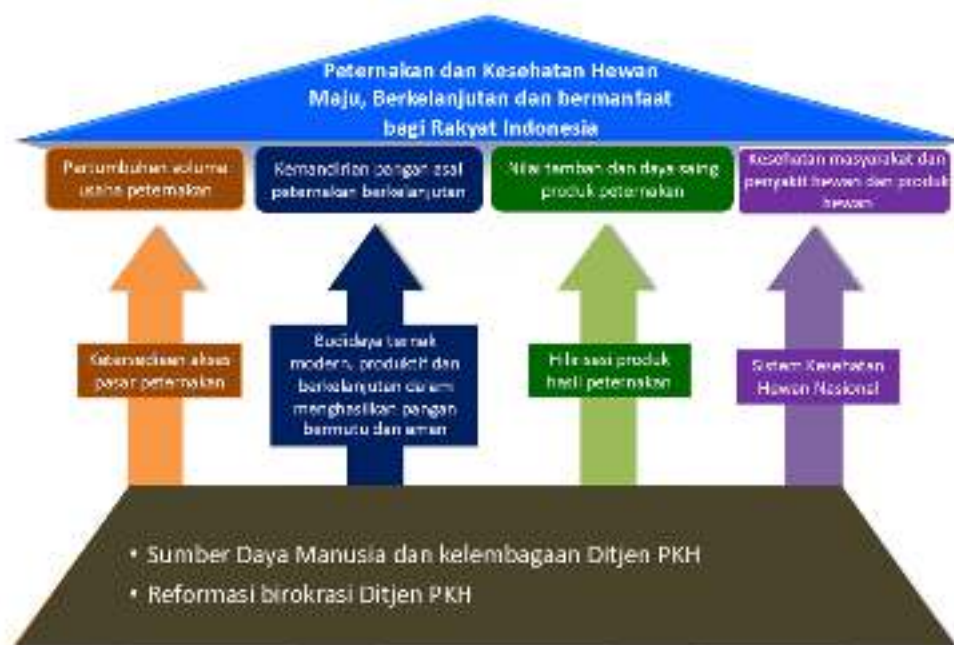 Peternakan dan Kesehatan Hewan
Maju, Berkelanjutan dan bermanfaat
bagi Rakyat Indonesia
Pertumbuhan volume
usaha peternakan
Kemandirian pangan asal
peternakan berkelanjutan
Nilai tambah dan daya saing
produk peternakan
Kesehatan masyarakat dan
penyakit hewan dan produk
hewan
Ketersediaan akses
pasar peternakan
Budidaya ternak
modern, produktif dan
berkelanjutan dalam
menghasilkan pangan
bermutu dan aman
Hilirisasi produk
hasil peternakan
Sistem Kesehatan
Hewan Nasional
• Sumber Daya Manusia dan kelembagaan Ditjen PKH
• Reformasi birokrasi Ditjen PKH